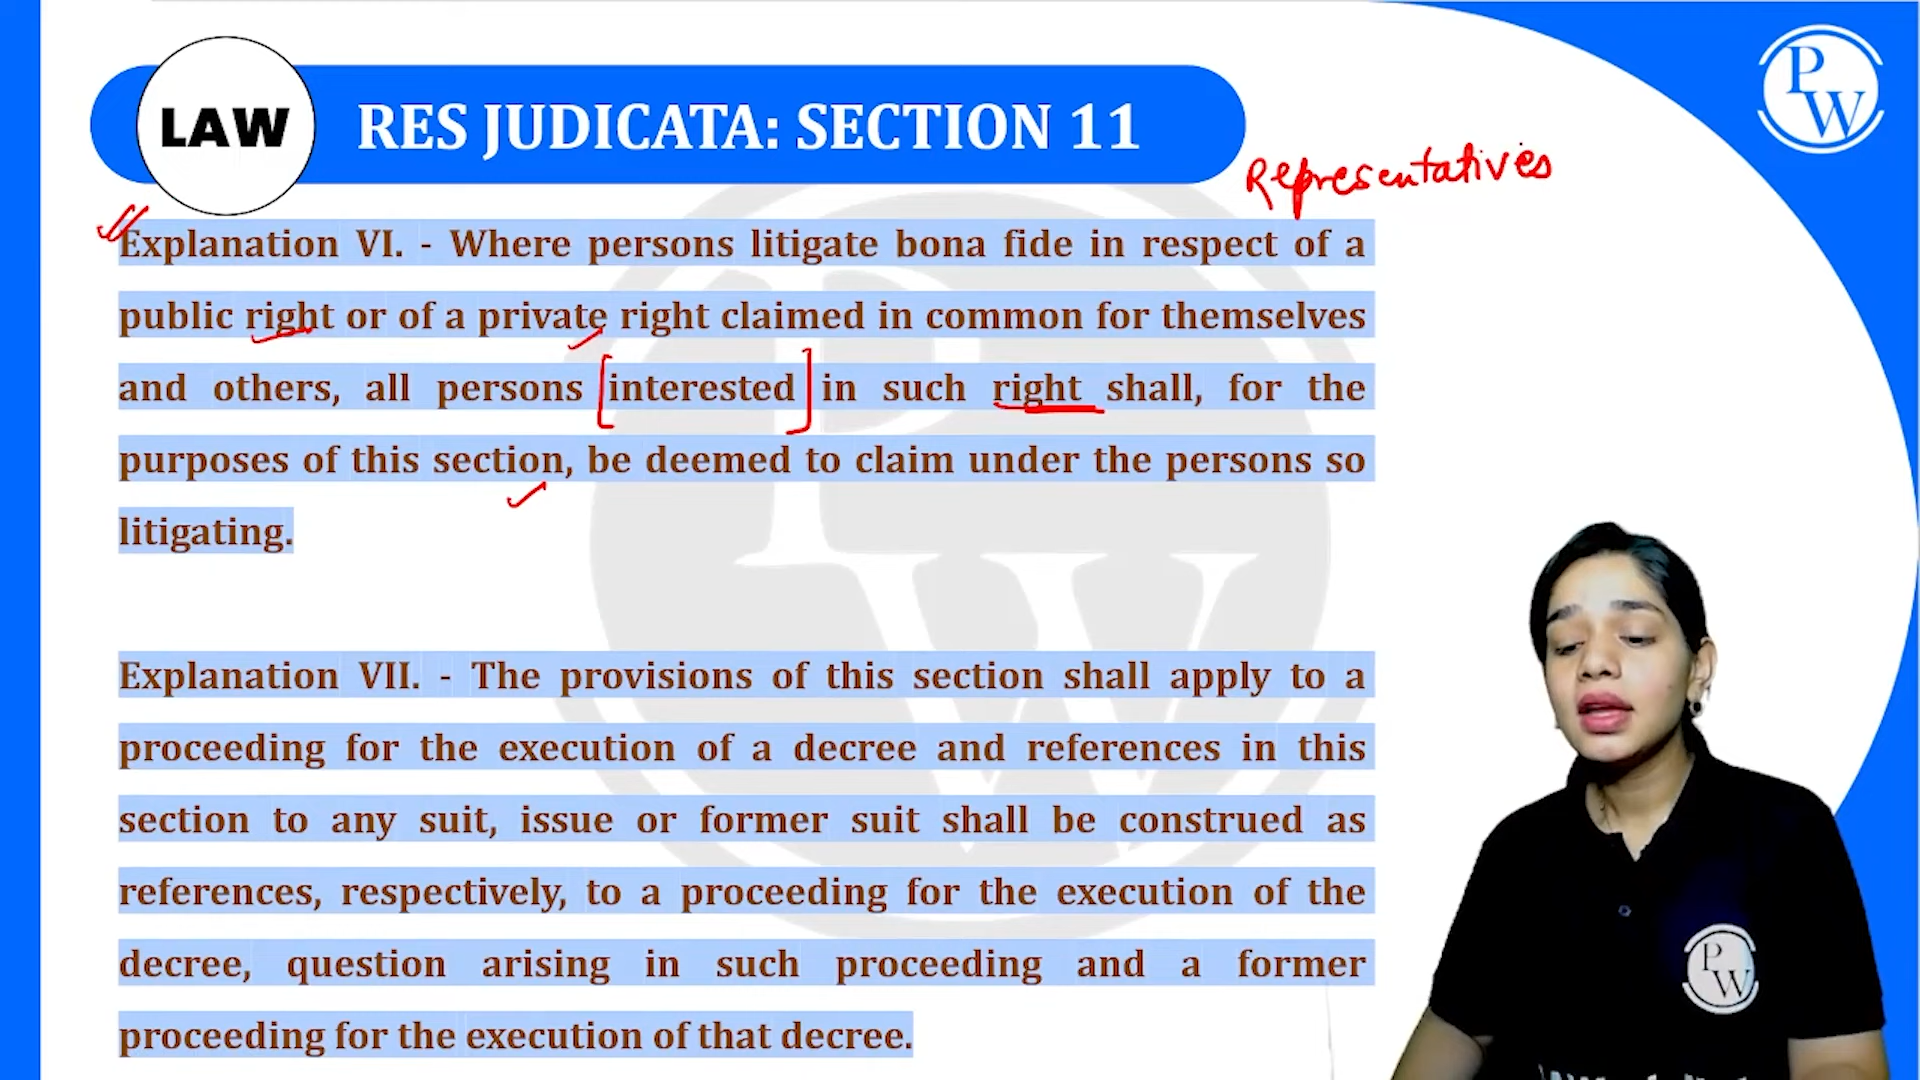 LAW
RES JUDICATA: SECTION 11
PW
Representatives
Explanation VI. - Where persons litigate bona fide in respect of a
public right or of a private right claimed in common for themselves
and others, all persons [interested] in such right shall, for the
purposes of this section, be deemed to claim under the persons so
litigating.
Explanation VII. - The provisions of this section shall apply to a
proceeding for the execution of a decree and references in this
section to any suit, issue or former suit shall be construed as
references, respectively, to a proceeding for the execution of the
decree, question arising in such proceeding and a former
proceeding for the execution of that decree.
PW